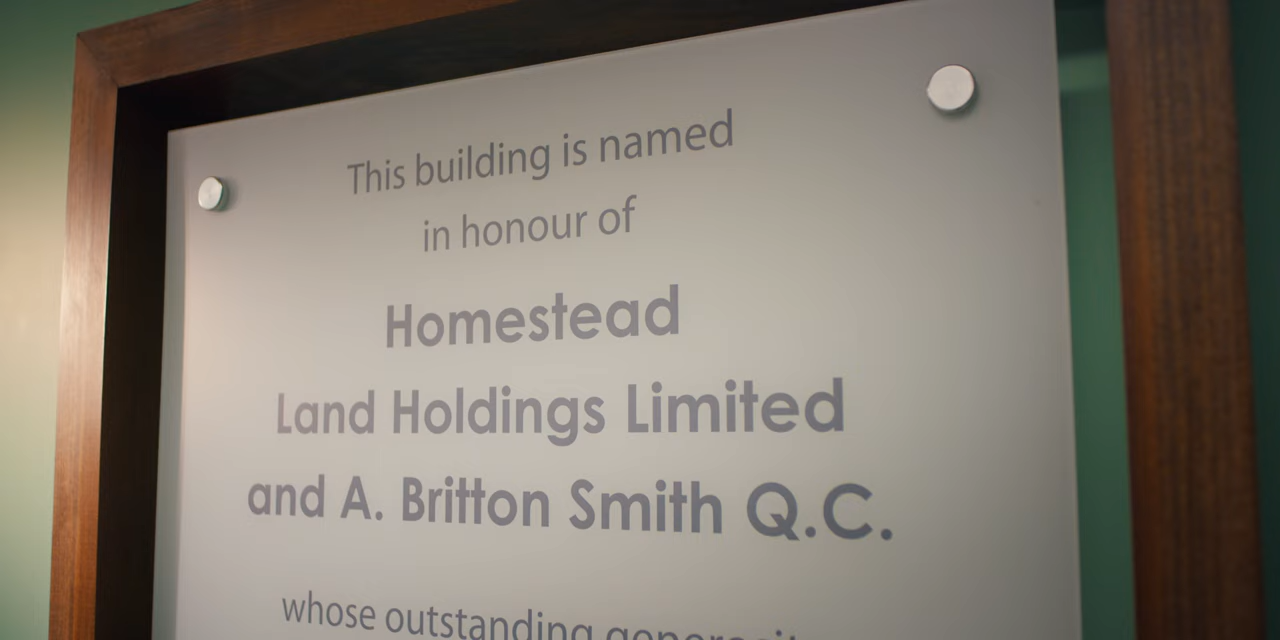 This building is named
in honour of
Homestead
Land Holdings Limited
and A. Britton Smith Q.C.
whose outstanding